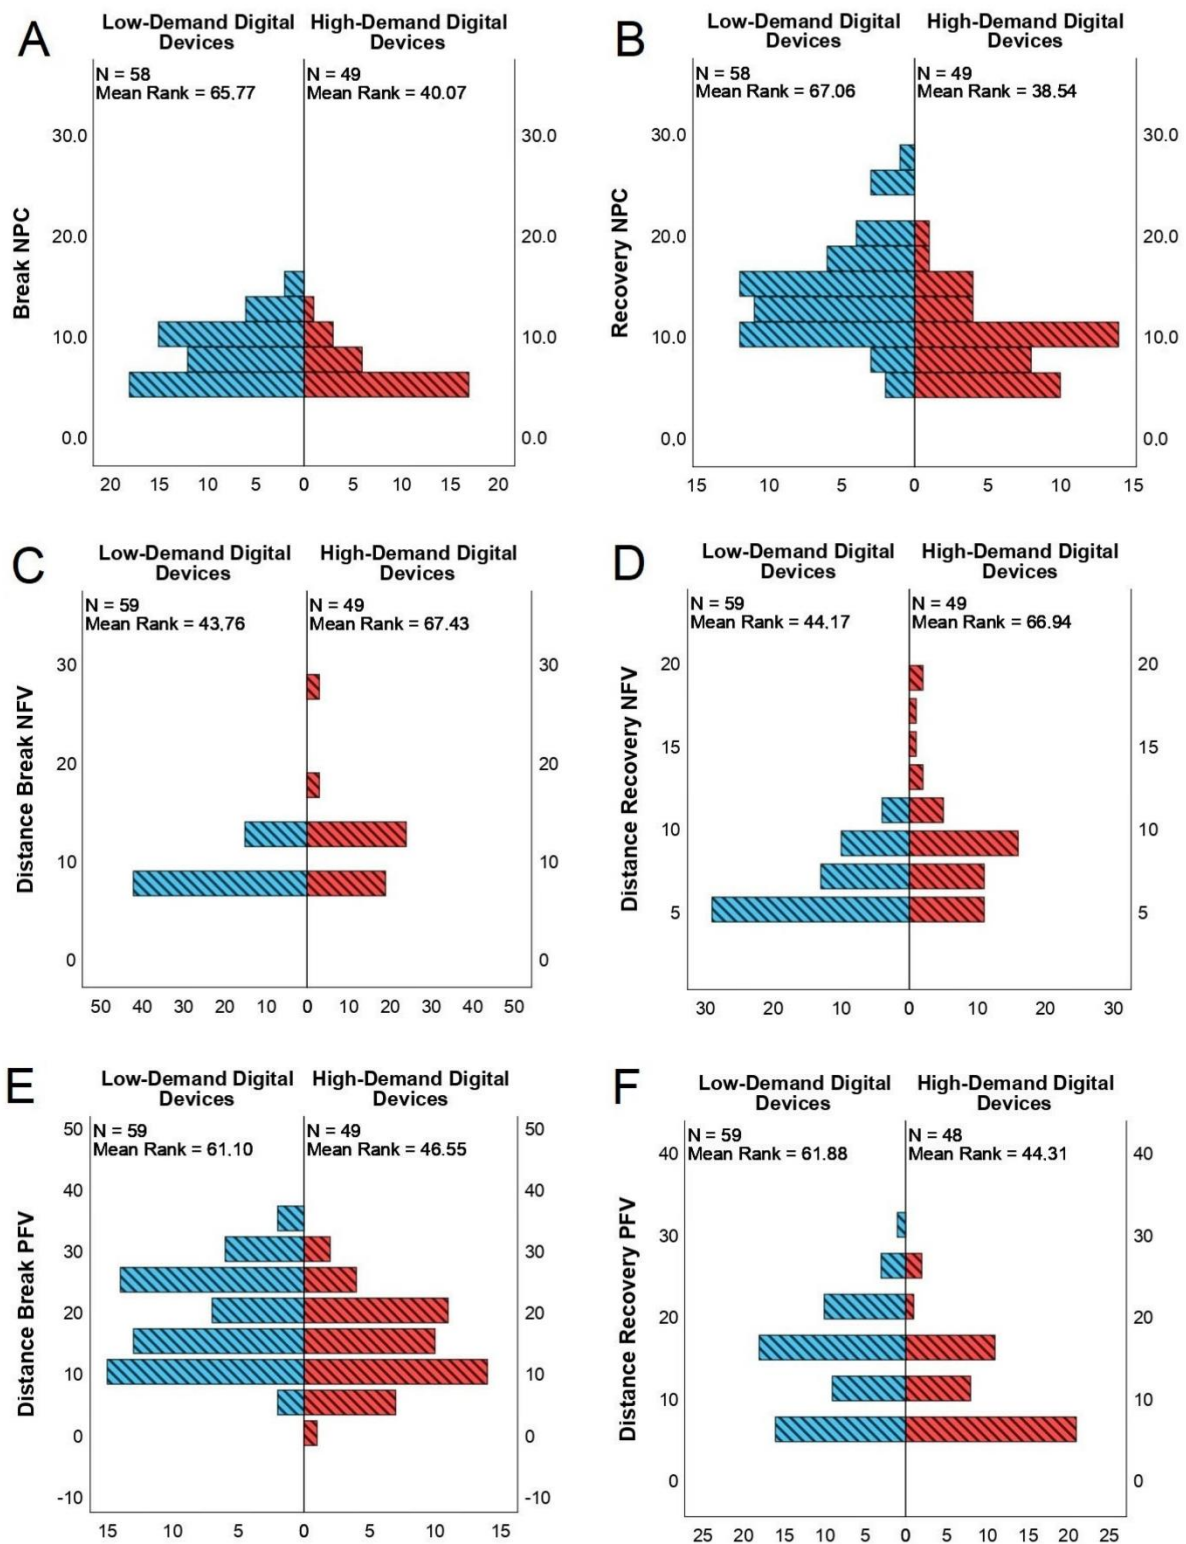 A
Low-Demand Digital Devices
High-Demand Digital Devices
N = 58
Mean Rank = 65.77
N = 49
Mean Rank = 40.07
Break NPC
30.0
20.0
10.0
0.0
30.0
20.0
10.0
0.0
20 15 10 5 0 5 10 15 20
B
Low-Demand Digital Devices
High-Demand Digital Devices
N = 58
Mean Rank = 67.06
N = 49
Mean Rank = 38.54
Recovery NPC
30.0
20.0
10.0
0.0
30.0
20.0
10.0
0.0
15 10 5 0 5 10 15
C
Low-Demand Digital Devices
High-Demand Digital Devices
N = 59
Mean Rank = 43.76
N = 49
Mean Rank = 67.43
Distance Break NFV
30
20
10
0
30
20
10
0
50 40 30 20 10 0 10 20 30 40 50
D
Low-Demand Digital Devices
High-Demand Digital Devices
N = 59
Mean Rank = 44.17
N = 49
Mean Rank = 66.94
Distance Recovery NFV
20
15
10
5
20
15
10
5
30 20 10 0 10 20 30
E
Low-Demand Digital Devices
High-Demand Digital Devices
N = 59
Mean Rank = 61.10
N = 49
Mean Rank = 46.55
Distance Break PFV
50
40
30
20
10
0
-10
50
40
30
20
10
0
-10
15 10 5 0 5 10 15
F
Low-Demand Digital Devices
High-Demand Digital Devices
N = 59
Mean Rank = 61.88
N = 48
Mean Rank = 44.31
Distance Recovery PFV
40
30
20
10
0
40
30
20
10
0
25 20 15 10 5 0 5 10 15 20 25